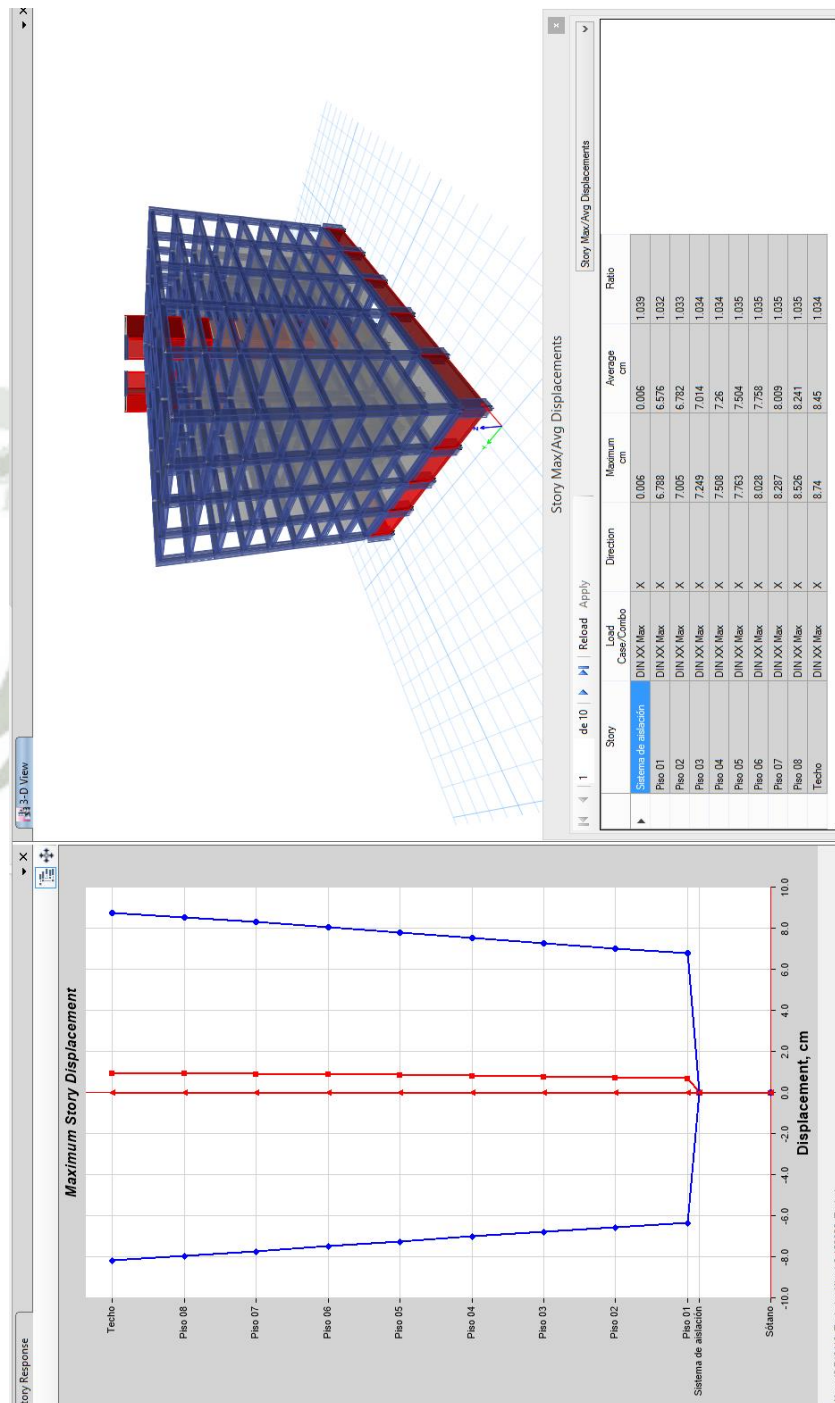 tory Response
Maximum Story Displacement
Techo
Piso 08
Piso 07
Piso 06
Piso 05
Piso 04
Piso 03
Piso 02
Piso 01
Sistema de aislación
Sótano
-10.0 -8.0 -6.0 -4.0 -2.0 0.0 2.0 4.0 6.0 8.0 10.0
Displacement, cm
3-D View
Story Max/Avg Displacements
1 de 10 Reload Apply Story Max/Avg Displacements
Story Load Case/Combo Direction Maximum cm Average cm Ratio
Sistema de aislación DIN XX Max X 0.006 0.006 1.039
Piso 01 DIN XX Max X 6.788 6.576 1.032
Piso 02 DIN XX Max X 7.005 6.782 1.033
Piso 03 DIN XX Max X 7.249 7.014 1.034
Piso 04 DIN XX Max X 7.508 7.26 1.034
Piso 05 DIN XX Max X 7.763 7.504 1.035
Piso 06 DIN XX Max X 8.028 7.758 1.035
Piso 07 DIN XX Max X 8.287 8.009 1.035
Piso 08 DIN XX Max X 8.526 8.241 1.035
Techo DIN XX Max X 8.74 8.45 1.034